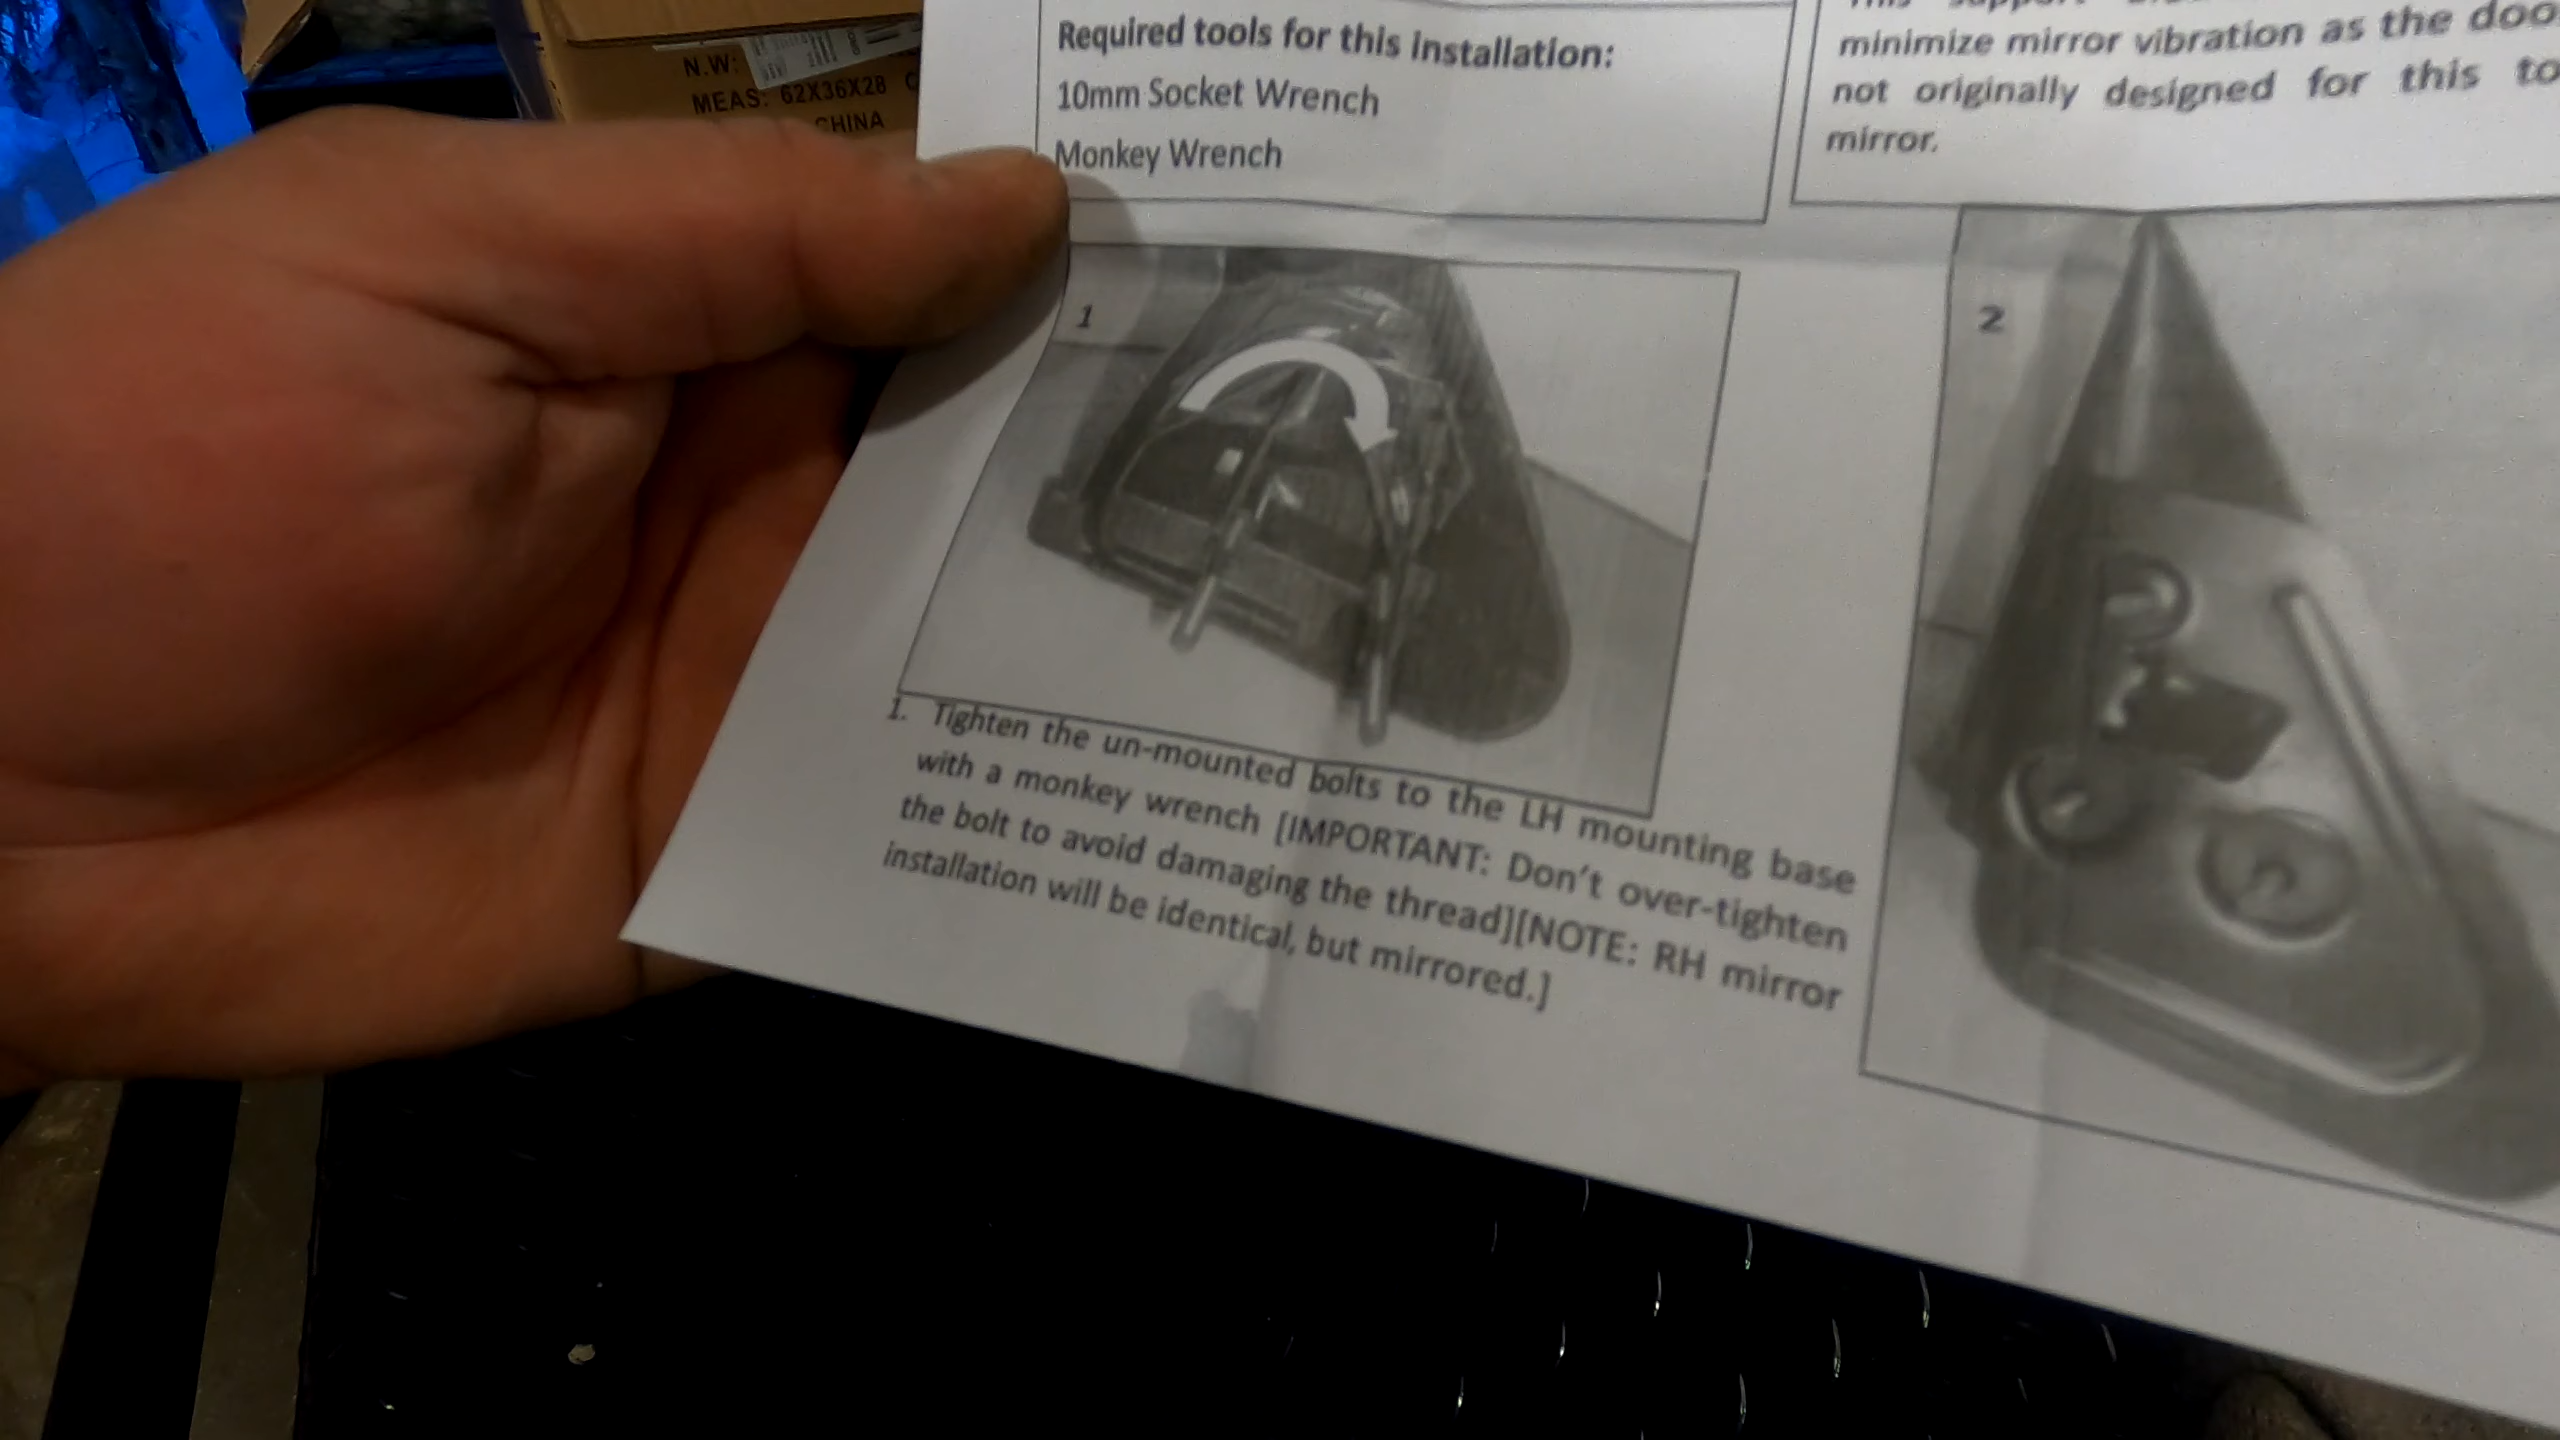 N.W:
MEAS: 62X36X28 C
CHINA
Required tools for this Installation:
10mm Socket Wrench
Monkey Wrench
minimize mirror vibration as the doo
not originally designed for this to
mirror.
1
2
1. Tighten the un-mounted bolts to the LH mounting base
with a monkey wrench [IMPORTANT: Don't over-tighten
the bolt to avoid damaging the thread][NOTE: RH mirror
installation will be identical, but mirrored.]